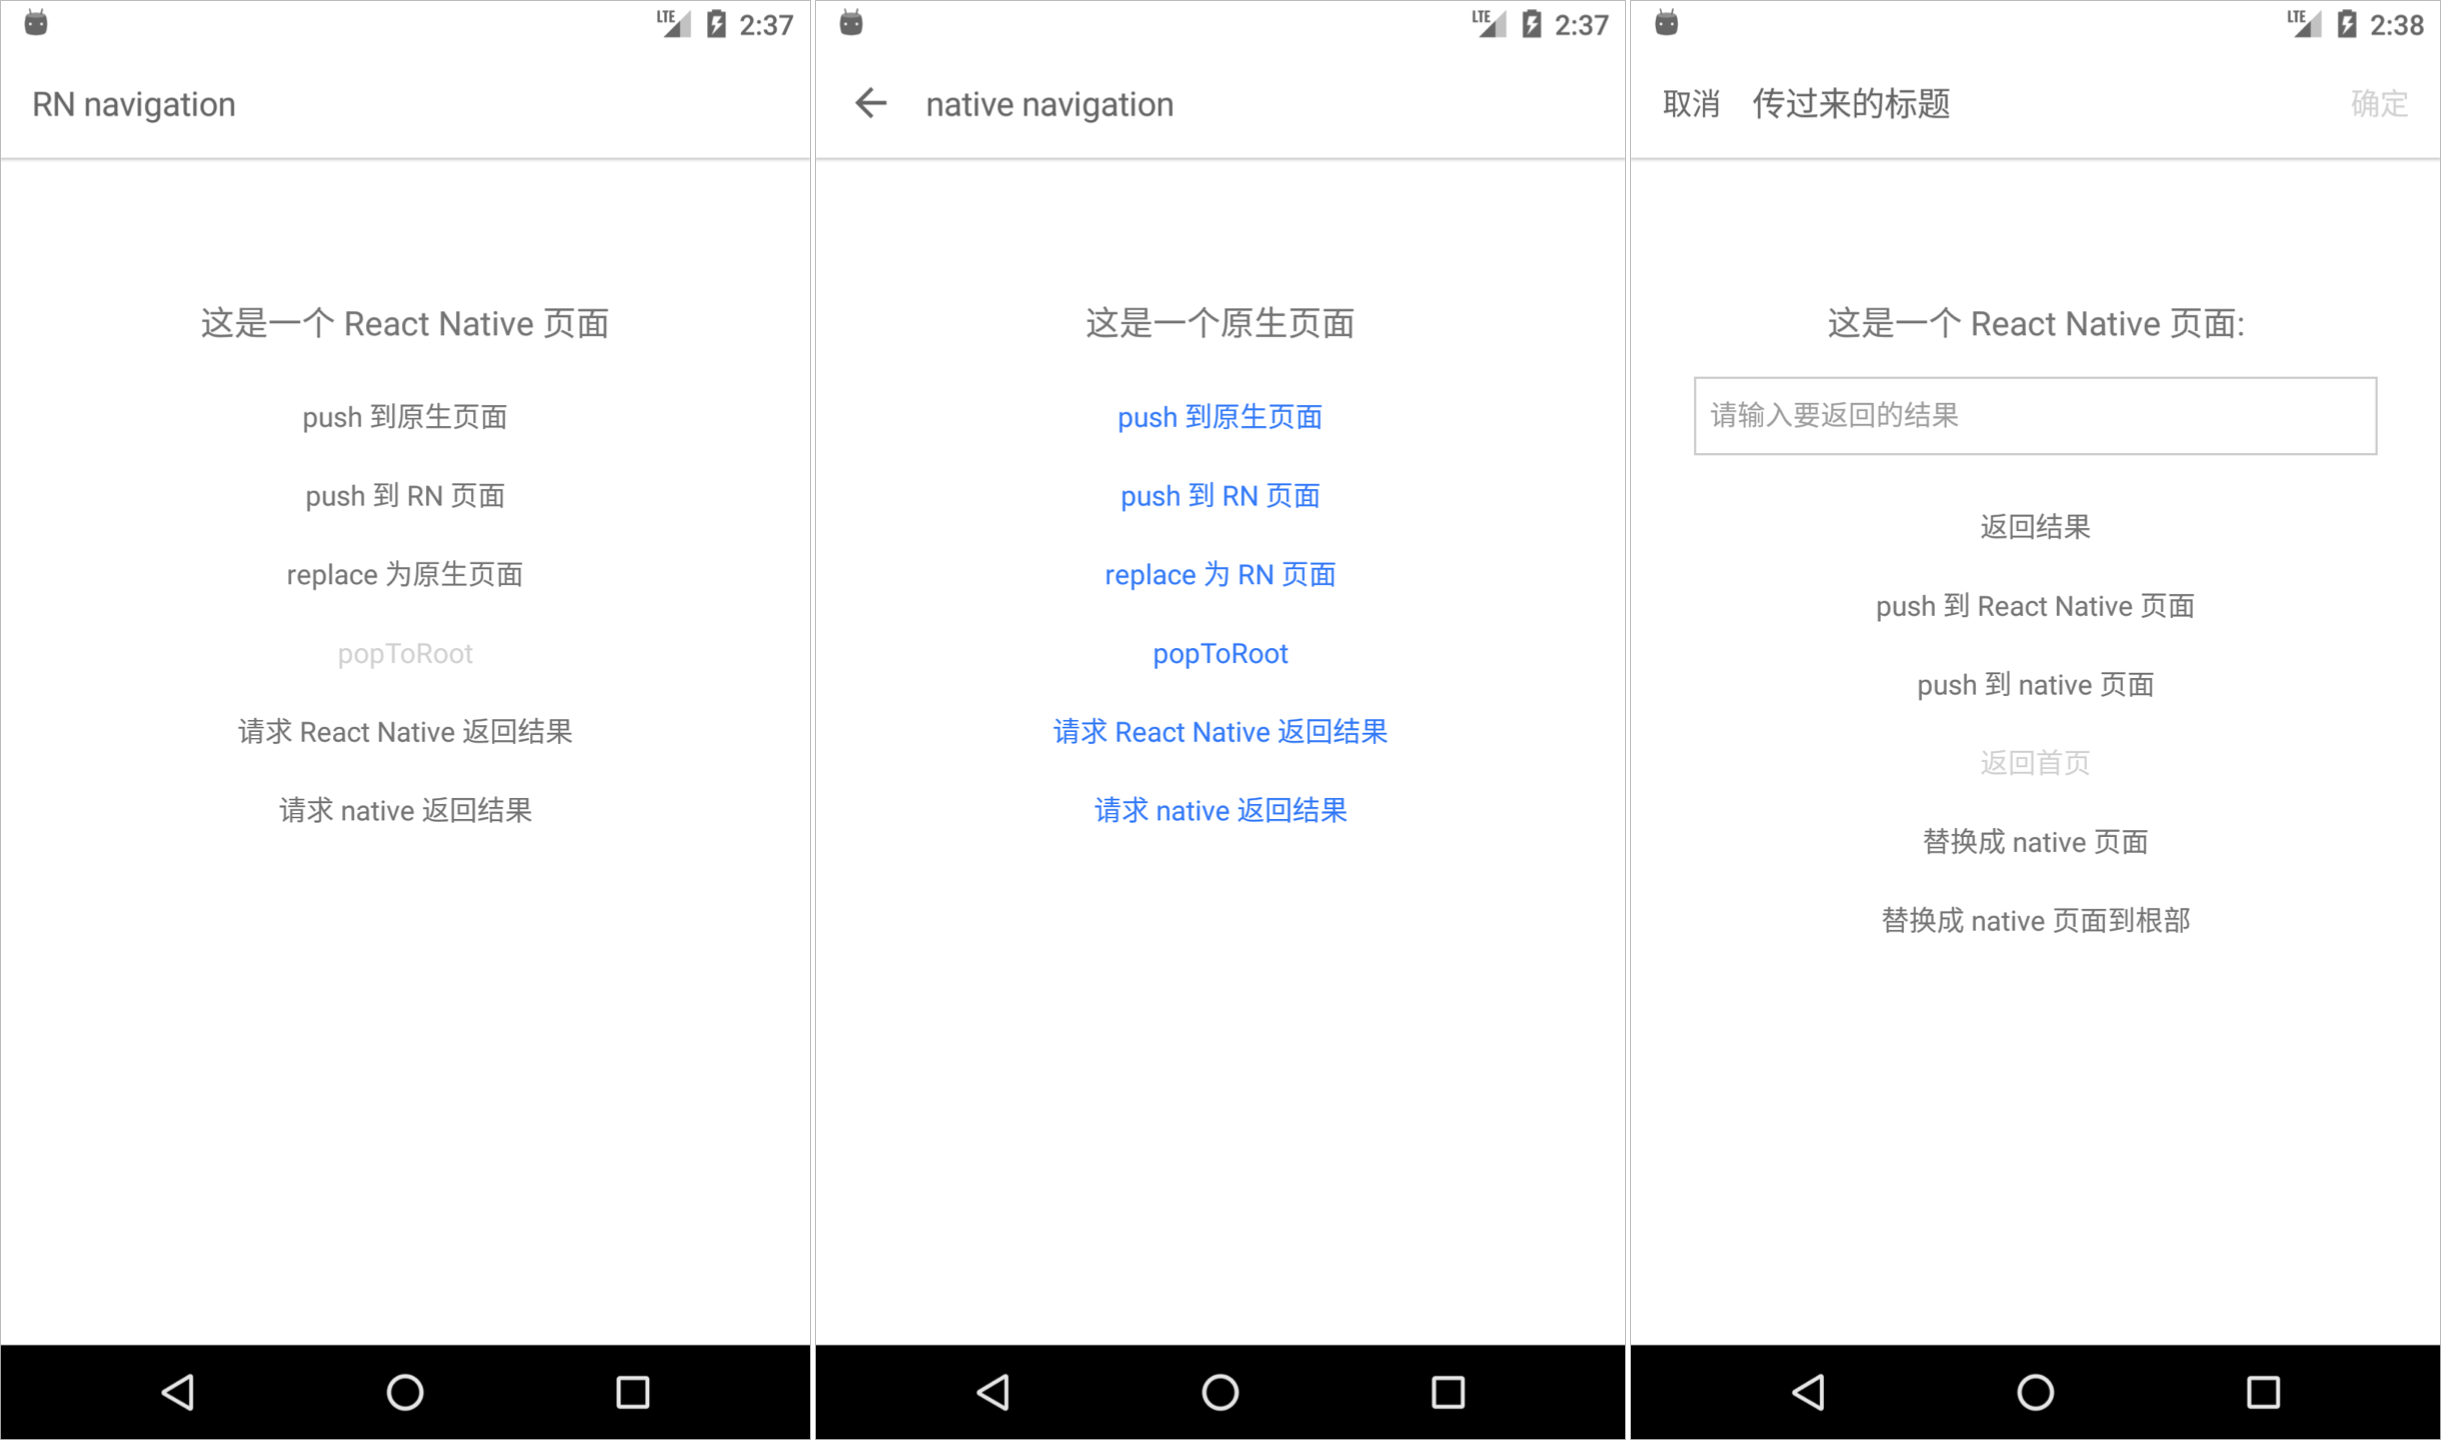 LTE 2:37
RN navigation
这是一个 React Native 页面
push 到原生页面
push 到 RN 页面
replace 为原生页面
popToRoot
请求 React Native 返回结果
请求 native 返回结果
LTE 2:37
native navigation
这是一个原生页面
push 到原生页面
push 到 RN 页面
replace 为 RN 页面
popToRoot
请求 React Native 返回结果
请求 native 返回结果
LTE 2:38
取消 传过来的标题 确定
这是一个 React Native 页面:
请输入要返回的结果
返回结果
push 到 React Native 页面
push 到 native 页面
返回首页
替换成 native 页面
替换成 native 页面到根部